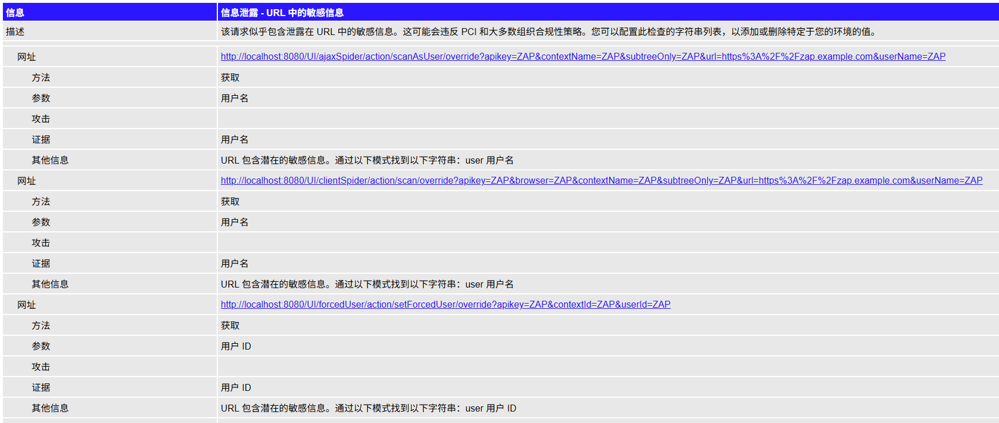 信息 信息泄露 - URL 中的敏感信息
描述 该请求似乎包含泄露在 URL 中的敏感信息。这可能会违反 PCI 和大多数组织合规性策略。您可以配置此检查的字符串列表，以添加或删除特定于您的环境的值。
网址 http://localhost:8080/UI/ajaxSpider/action/scanAsUser/override?apikey=ZAP&contextName=ZAP&subtreeOnly=ZAP&url=https%3A%2F%2Fzap.example.com&userName=ZAP
方法 获取
参数 用户名
攻击
证据 用户名
其他信息 URL 包含潜在的敏感信息。通过以下模式找到以下字符串：user 用户名
网址 http://localhost:8080/UI/clientSpider/action/scan/override?apikey=ZAP&browser=ZAP&contextName=ZAP&subtreeOnly=ZAP&url=https%3A%2F%2Fzap.example.com&userName=ZAP
方法 获取
参数 用户名
攻击
证据 用户名
其他信息 URL 包含潜在的敏感信息。通过以下模式找到以下字符串：user 用户名
网址 http://localhost:8080/UI/forcedUser/action/setForcedUser/override?apikey=ZAP&contextId=ZAP&userId=ZAP
方法 获取
参数 用户 ID
攻击
证据 用户 ID
其他信息 URL 包含潜在的敏感信息。通过以下模式找到以下字符串：user 用户 ID